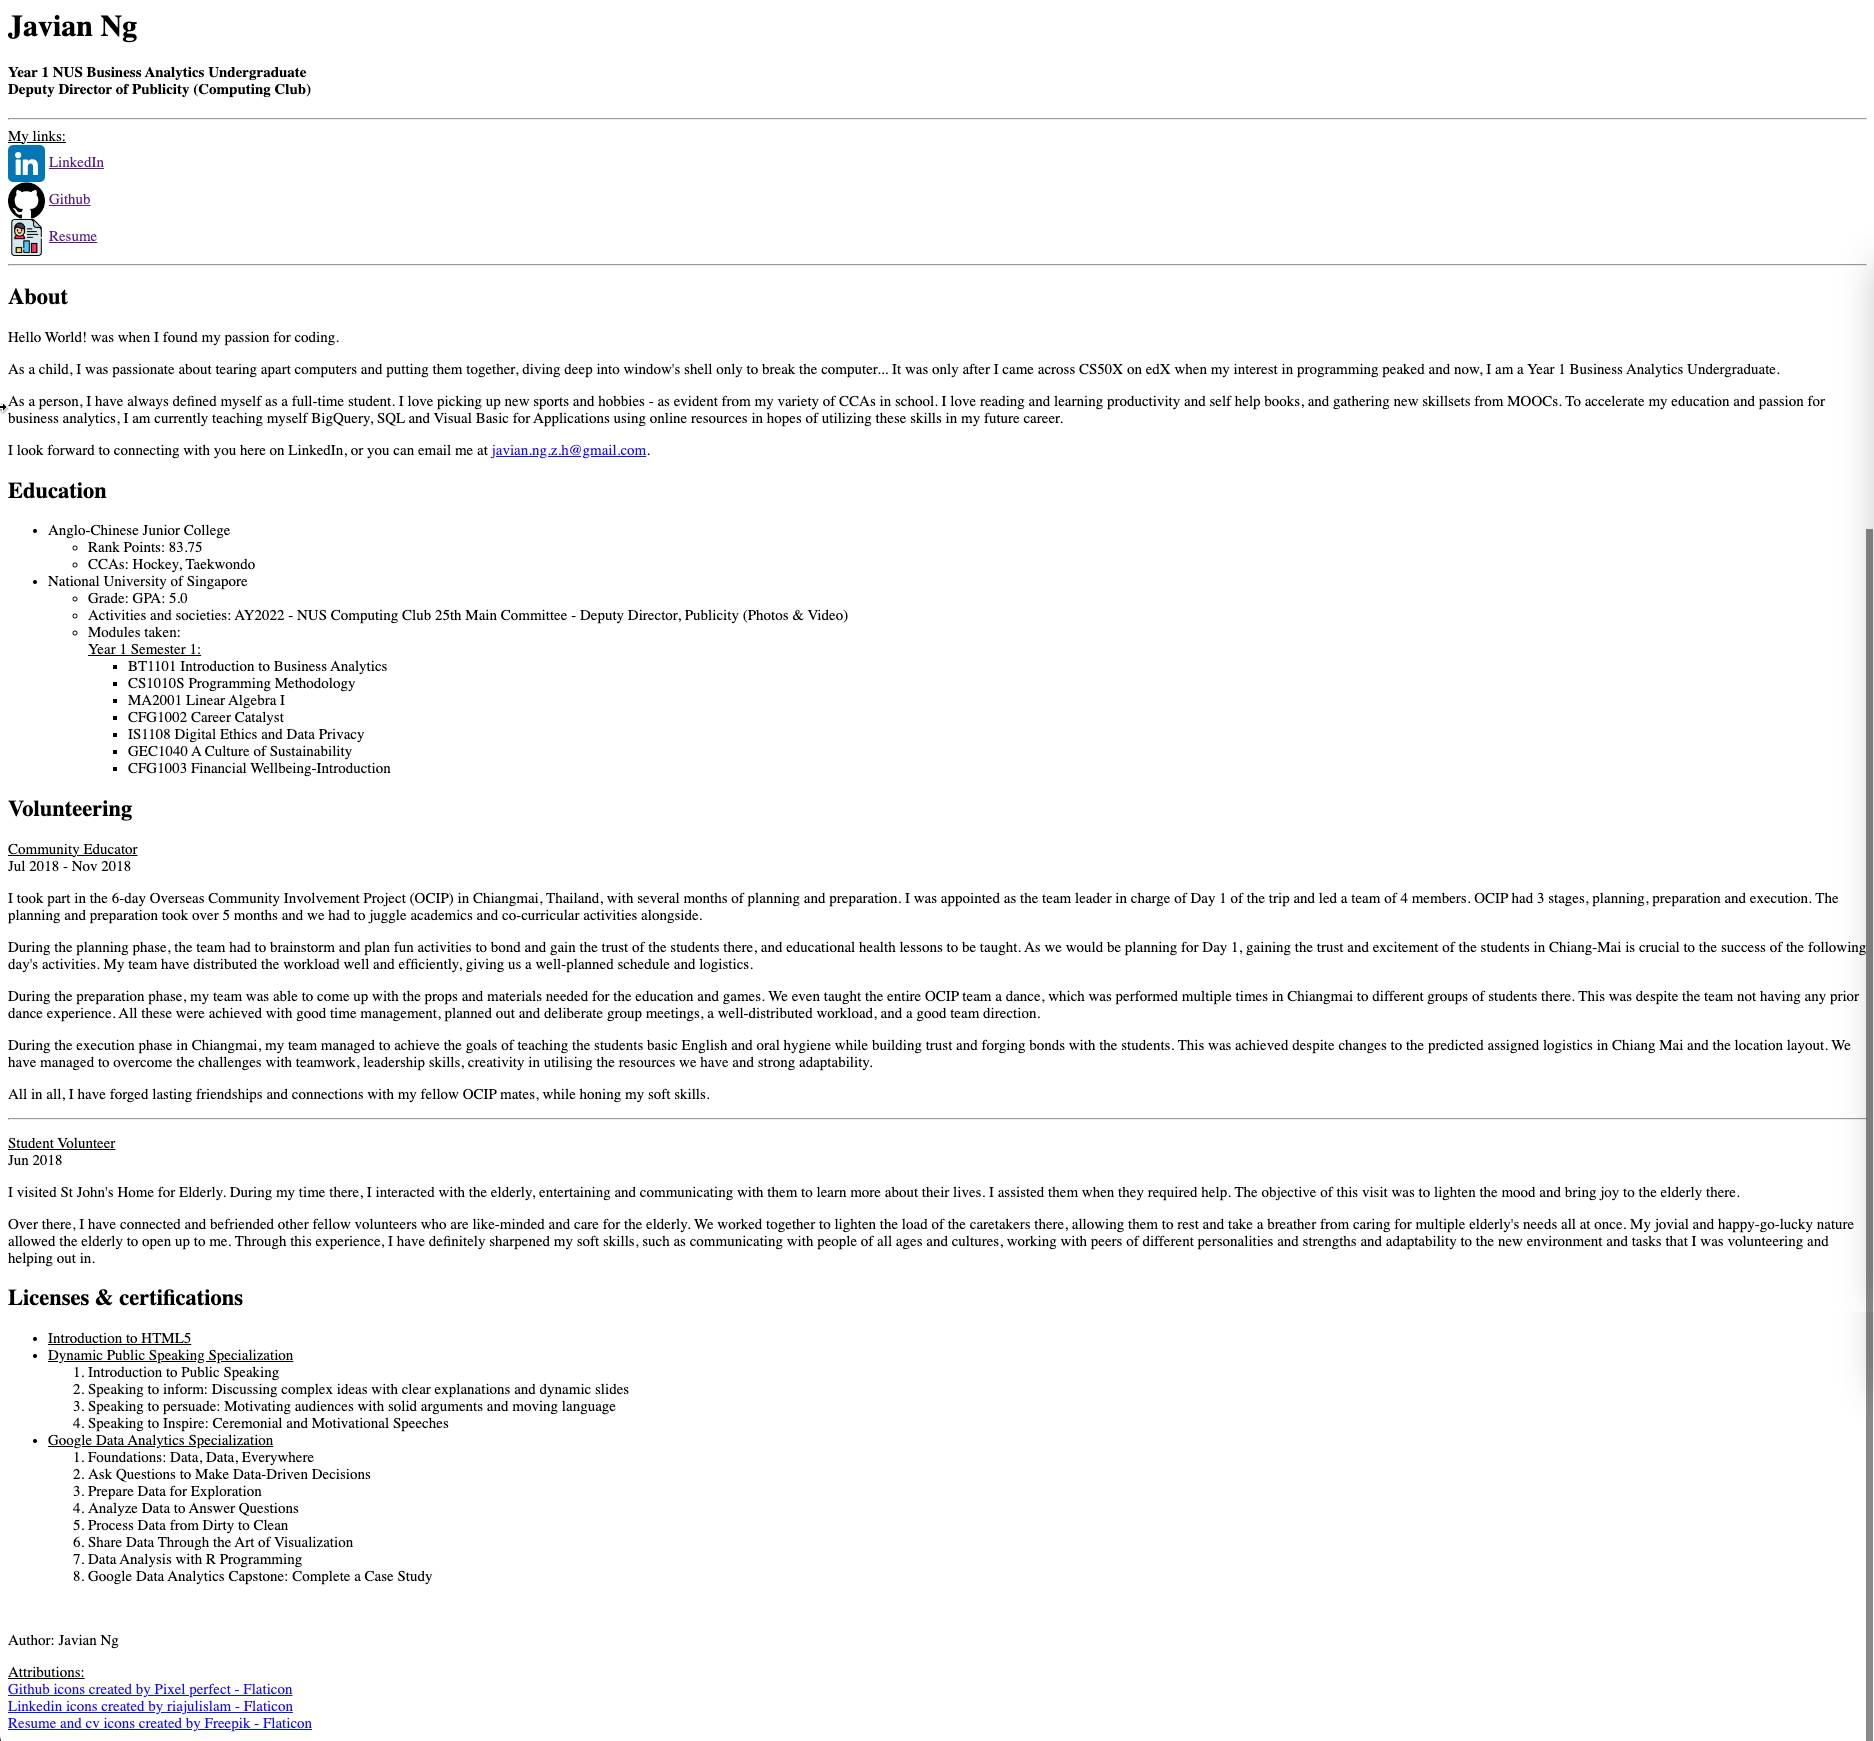 Javian Ng
Year 1 NUS Business Analytics Undergraduate
Deputy Director of Publicity (Computing Club)
My links:
in LinkedIn
Github
Resume
About
Hello World! was when I found my passion for coding.
As a child, I was passionate about tearing apart computers and putting them together, diving deep into window's shell only to break the computer... It was only after I came across CS50X on edX when my interest in programming peaked and now, I am a Year 1 Business Analytics Undergraduate.
As a person, I have always defined myself as a full-time student. I love picking up new sports and hobbies - as evident from my variety of CCAs in school. I love reading and learning productivity and self help books, and gathering new skillsets from MOOCs. To accelerate my education and passion for
business analytics, I am currently teaching myself BigQuery, SQL and Visual Basic for Applications using online resources in hopes of utilizing these skills in my future career.
I look forward to connecting with you here on LinkedIn, or you can email me at javian.ng.z.h@gmail.com.
Education
• Anglo-Chinese Junior College
◦ Rank Points: 83.75
◦ CCAs: Hockey, Taekwondo
• National University of Singapore
◦ Grade: GPA: 5.0
◦ Activities and societies: AY2022 - NUS Computing Club 25th Main Committee - Deputy Director, Publicity (Photos & Video)
◦ Modules taken:
Year 1 Semester 1:
▪ BT1101 Introduction to Business Analytics
▪ CS1010S Programming Methodology
▪ MA2001 Linear Algebra I
▪ CFG1002 Career Catalyst
▪ IS1108 Digital Ethics and Data Privacy
▪ GEC1040 A Culture of Sustainability
▪ CFG1003 Financial Wellbeing-Introduction
Volunteering
Community Educator
Jul 2018 - Nov 2018
I took part in the 6-day Overseas Community Involvement Project (OCIP) in Chiangmai, Thailand, with several months of planning and preparation. I was appointed as the team leader in charge of Day 1 of the trip and led a team of 4 members. OCIP had 3 stages, planning, preparation and execution. The
planning and preparation took over 5 months and we had to juggle academics and co-curricular activities alongside.
During the planning phase, the team had to brainstorm and plan fun activities to bond and gain the trust of the students there, and educational health lessons to be taught. As we would be planning for Day 1, gaining the trust and excitement of the students in Chiang-Mai is crucial to the success of the following
day's activities. My team have distributed the workload well and efficiently, giving us a well-planned schedule and logistics.
During the preparation phase, my team was able to come up with the props and materials needed for the education and games. We even taught the entire OCIP team a dance, which was performed multiple times in Chiangmai to different groups of students there. This was despite the team not having any prior
dance experience. All these were achieved with good time management, planned out and deliberate group meetings, a well-distributed workload, and a good team direction.
During the execution phase in Chiangmai, my team managed to achieve the goals of teaching the students basic English and oral hygiene while building trust and forging bonds with the students. This was achieved despite changes to the predicted assigned logistics in Chiang Mai and the location layout. We
have managed to overcome the challenges with teamwork, leadership skills, creativity in utilising the resources we have and strong adaptability.
All in all, I have forged lasting friendships and connections with my fellow OCIP mates, while honing my soft skills.
Student Volunteer
Jun 2018
I visited St John's Home for Elderly. During my time there, I interacted with the elderly, entertaining and communicating with them to learn more about their lives. I assisted them when they required help. The objective of this visit was to lighten the mood and bring joy to the elderly there.
Over there, I have connected and befriended other fellow volunteers who are like-minded and care for the elderly. We worked together to lighten the load of the caretakers there, allowing them to rest and take a breather from caring for multiple elderly's needs all at once. My jovial and happy-go-lucky nature
allowed the elderly to open up to me. Through this experience, I have definitely sharpened my soft skills, such as communicating with people of all ages and cultures, working with peers of different personalities and strengths and adaptability to the new environment and tasks that I was volunteering and
helping out in.
Licenses & certifications
• Introduction to HTML5
• Dynamic Public Speaking Specialization
1. Introduction to Public Speaking
2. Speaking to inform: Discussing complex ideas with clear explanations and dynamic slides
3. Speaking to persuade: Motivating audiences with solid arguments and moving language
4. Speaking to Inspire: Ceremonial and Motivational Speeches
• Google Data Analytics Specialization
1. Foundations: Data, Data, Everywhere
2. Ask Questions to Make Data-Driven Decisions
3. Prepare Data for Exploration
4. Analyze Data to Answer Questions
5. Process Data from Dirty to Clean
6. Share Data Through the Art of Visualization
7. Data Analysis with R Programming
8. Google Data Analytics Capstone: Complete a Case Study
Author: Javian Ng
Attributions:
Github icons created by Pixel perfect - Flaticon
Linkedin icons created by riajulislam - Flaticon
Resume and cv icons created by Freepik - Flaticon